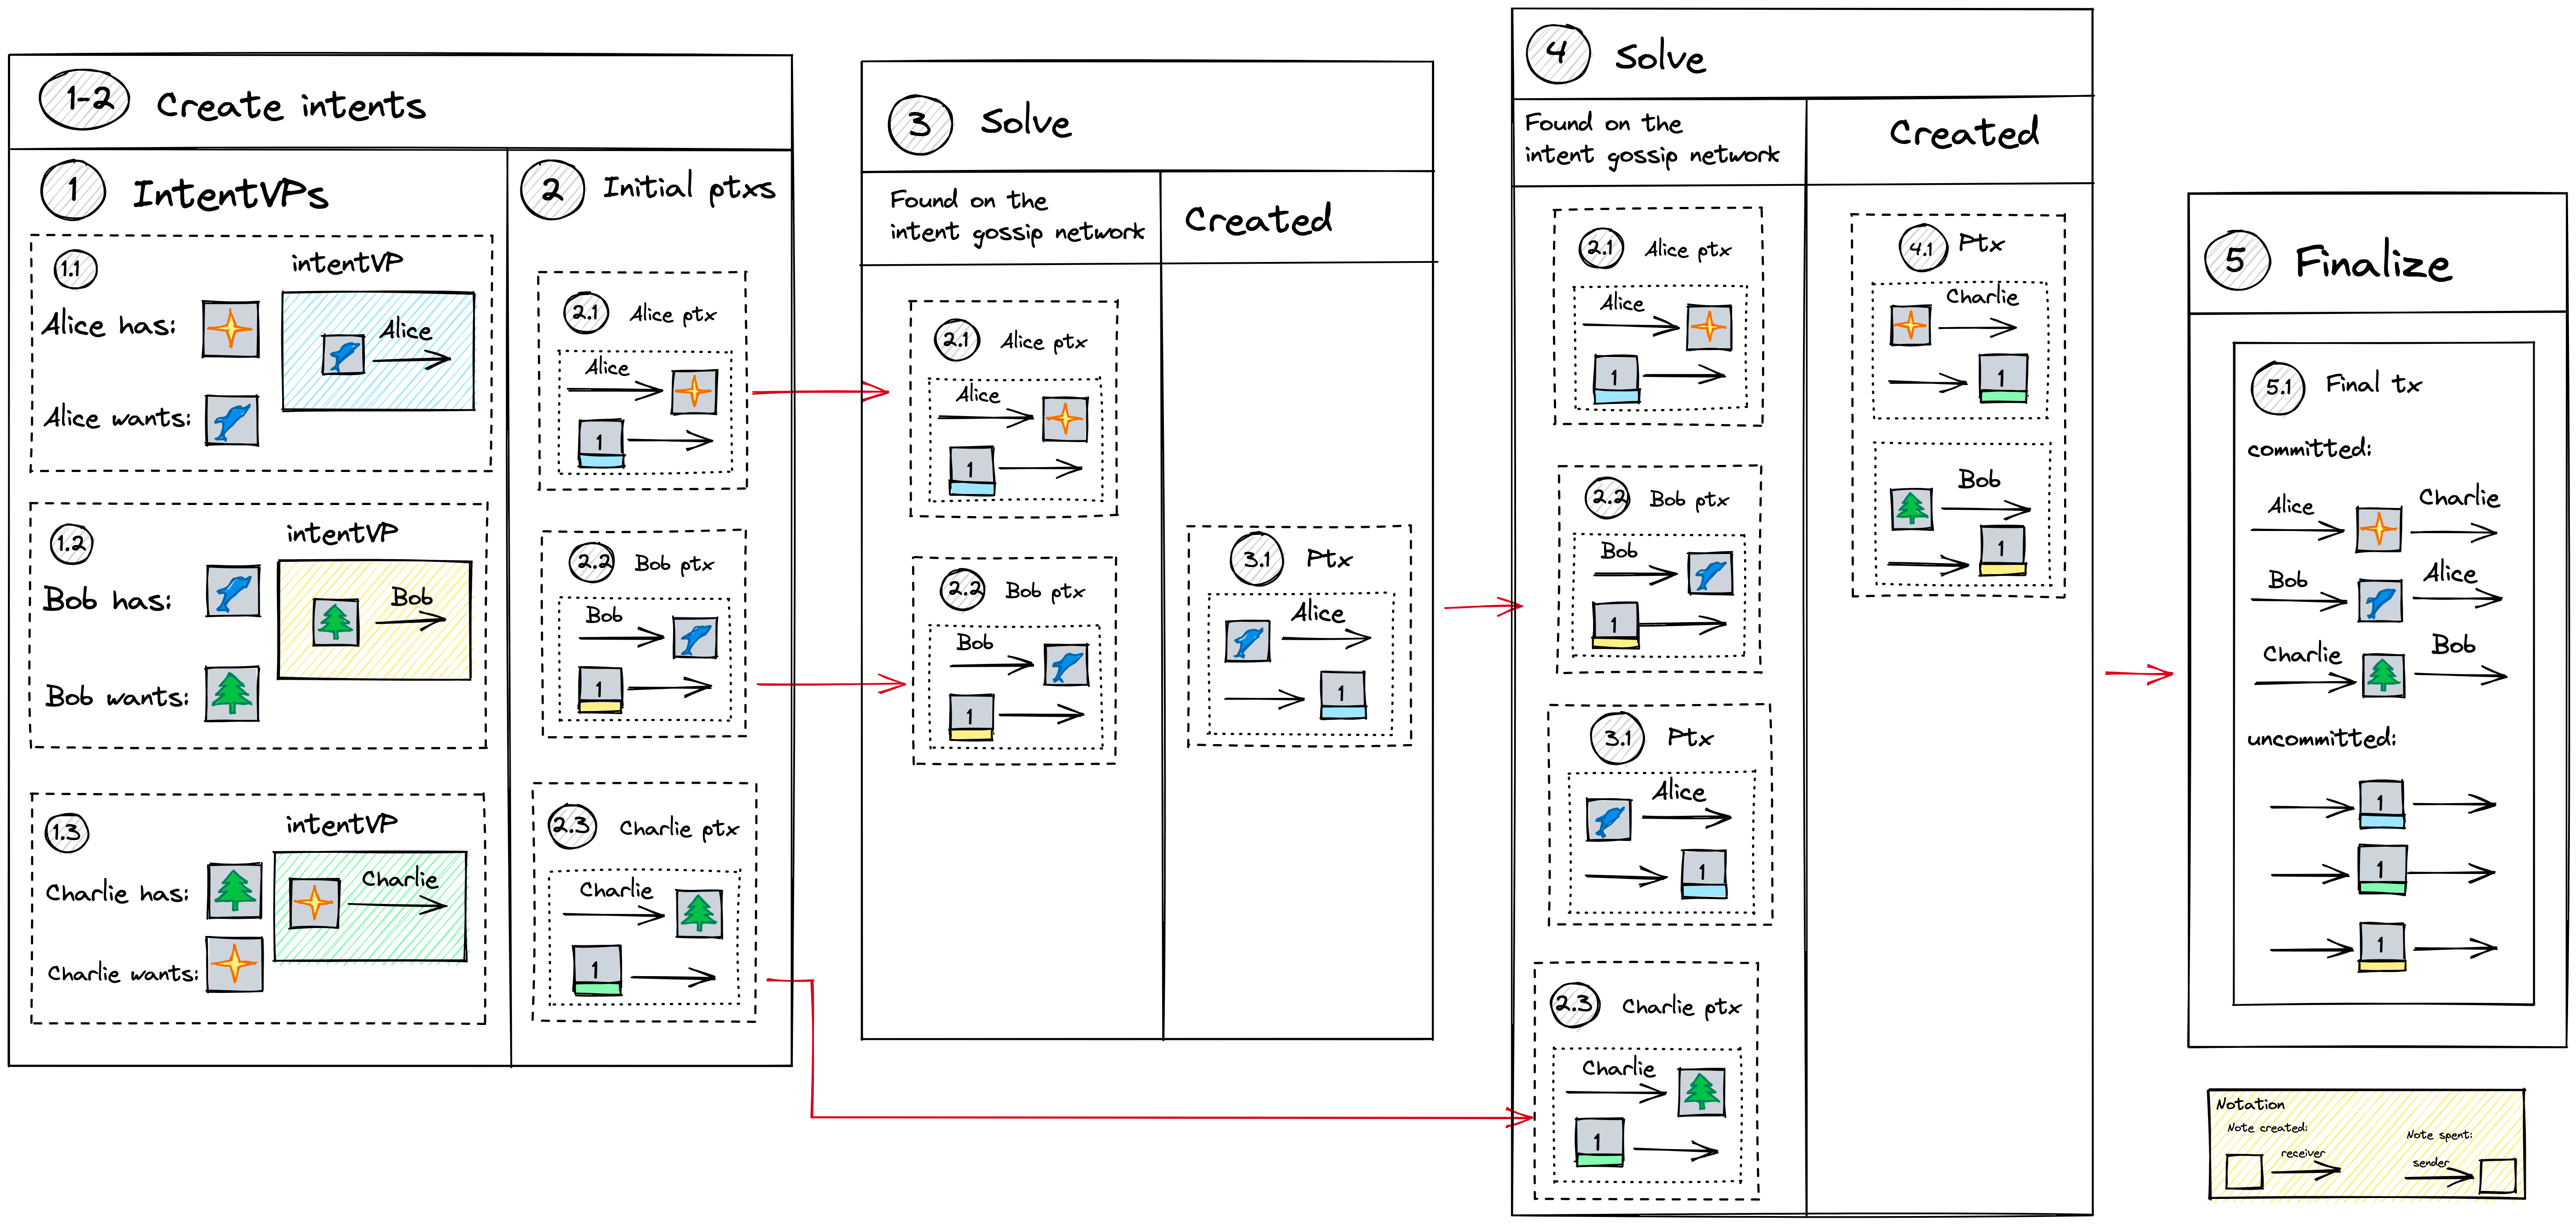 1-2 Create intents
1 IntentVPs
1.1
intentVP
Alice has:
Alice
Alice wants:
1.2
intentVP
Bob has:
Bob
Bob wants:
1.3
intentVP
Charlie has:
Charlie
Charlie wants:
2 Initial ptxs
2.1 Alice ptx
Alice
1
2.2 Bob ptx
Bob
1
2.3 Charlie ptx
Charlie
1
3 Solve
Found on the
intent gossip network
2.1 Alice ptx
Alice
1
2.2 Bob ptx
Bob
1
Created
3.1 Ptx
Alice
1
4 Solve
Found on the
intent gossip network
2.1 Alice ptx
Alice
1
2.2 Bob ptx
Bob
1
3.1 Ptx
Alice
1
2.3 Charlie ptx
Charlie
1
Created
4.1 Ptx
Charlie
1
Bob
1
5 Finalize
5.1 Final tx
committed:
Alice Charlie
Bob Alice
Charlie Bob
uncommitted:
1
1
1
Notation
Note created:
receiver
Note spent:
sender